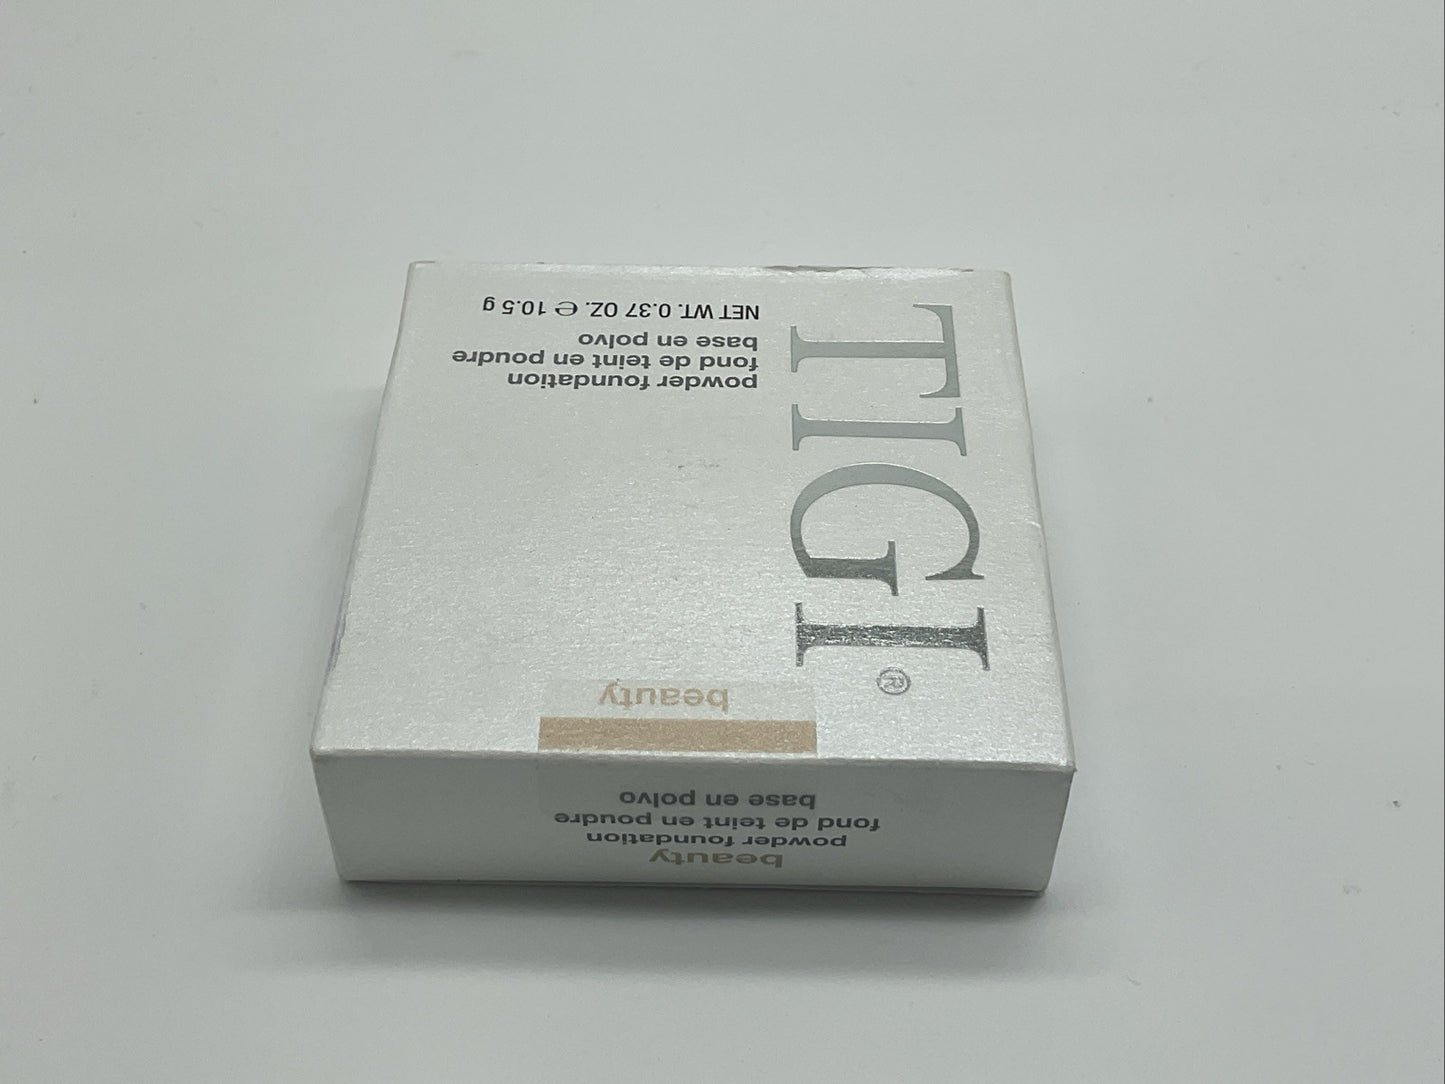 TIGI®
powder foundation
fond de teint en poudre
base en polvo
NET WT. 0.37 OZ. ℮ 10.5 g
beauty
beauty
powder foundation
fond de teint en poudre
base en polvo